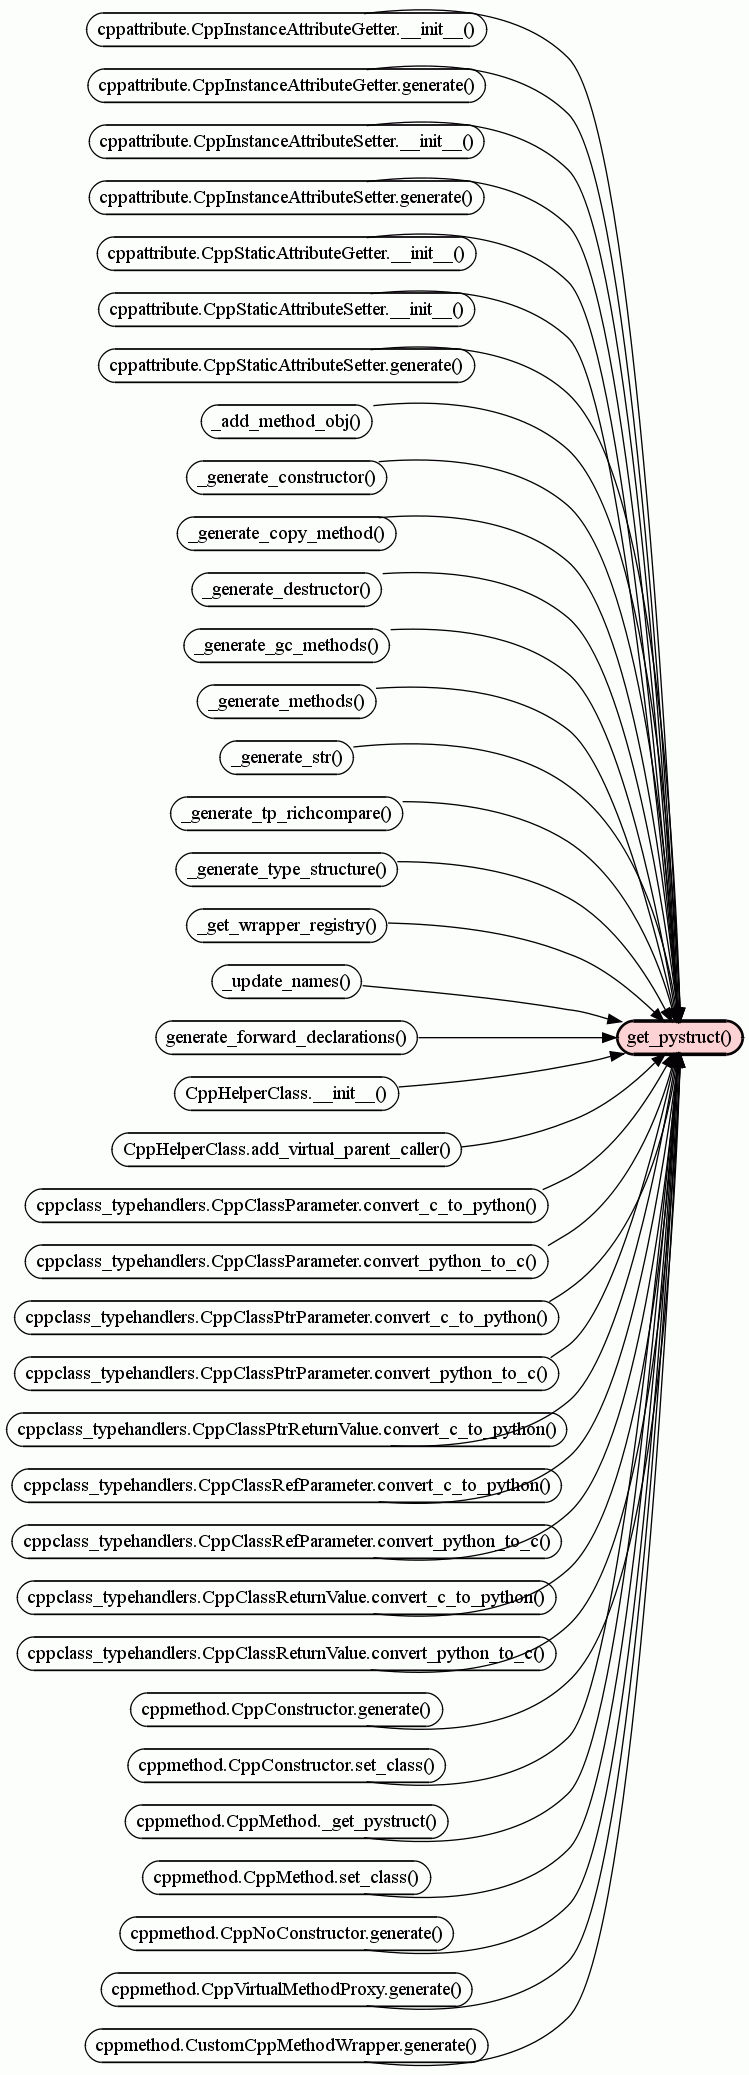 cppattribute.CppInstanceAttributeGetter.__init__()
cppattribute.CppInstanceAttributeGetter.generate()
cppattribute.CppInstanceAttributeSetter.__init__()
cppattribute.CppInstanceAttributeSetter.generate()
cppattribute.CppStaticAttributeGetter.__init__()
cppattribute.CppStaticAttributeSetter.__init__()
cppattribute.CppStaticAttributeSetter.generate()
_add_method_obj()
_generate_constructor()
_generate_copy_method()
_generate_destructor()
_generate_gc_methods()
_generate_methods()
_generate_str()
_generate_tp_richcompare()
_generate_type_structure()
_get_wrapper_registry()
_update_names()
generate_forward_declarations()
get_pystruct()
CppHelperClass.__init__()
CppHelperClass.add_virtual_parent_caller()
cppclass_typehandlers.CppClassParameter.convert_c_to_python()
cppclass_typehandlers.CppClassParameter.convert_python_to_c()
cppclass_typehandlers.CppClassPtrParameter.convert_c_to_python()
cppclass_typehandlers.CppClassPtrParameter.convert_python_to_c()
cppclass_typehandlers.CppClassPtrReturnValue.convert_c_to_python()
cppclass_typehandlers.CppClassRefParameter.convert_c_to_python()
cppclass_typehandlers.CppClassRefParameter.convert_python_to_c()
cppclass_typehandlers.CppClassReturnValue.convert_c_to_python()
cppclass_typehandlers.CppClassReturnValue.convert_python_to_c()
cppmethod.CppConstructor.generate()
cppmethod.CppConstructor.set_class()
cppmethod.CppMethod._get_pystruct()
cppmethod.CppMethod.set_class()
cppmethod.CppNoConstructor.generate()
cppmethod.CppVirtualMethodProxy.generate()
cppmethod.CustomCppMethodWrapper.generate()